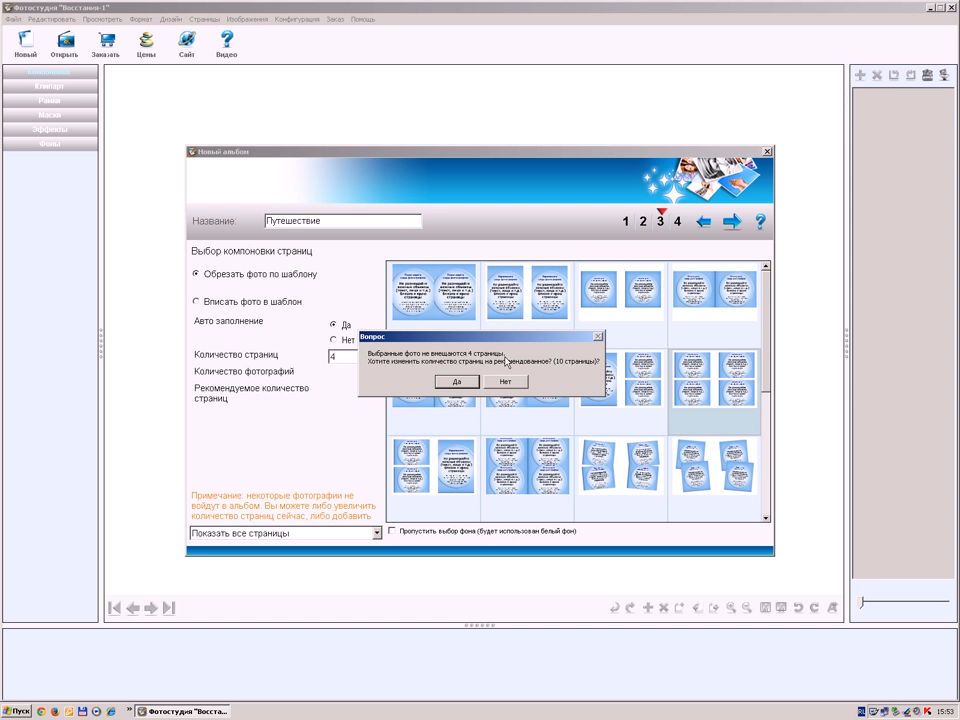 Фотостудия "Восстания-1"
Файл Редактировать Просмотреть Формат Дизайн Страницы Изображения Конфигурация Заказ Помощь
Новый Открыть Заказать Цены Сайт Видео
Клипарт
Рамки
Маски
Эффекты
Фоны
Новый альбом
Название: Путешествие 1 2 3 4
Выбор компоновки страниц
Обрезать фото по шаблону
Вписать фото в шаблон
Авто заполнение
Да
Нет
Количество страниц 4
Количество фотографий
Рекомендуемое количество
страниц
Вопрос
Выбранные фото не вмещаются 4 страницы.
Хотите изменить количество страниц на рекомендованное? (10 страницы)?
Да Нет
Примечание: некоторые фотографии не
войдут в альбом. Вы можете либо увеличить
количество страниц сейчас, либо добавить
Показать все страницы
Пропустить выбор фона (будет использован белый фон)
Пуск
Фотостудия "Восста...
15:53